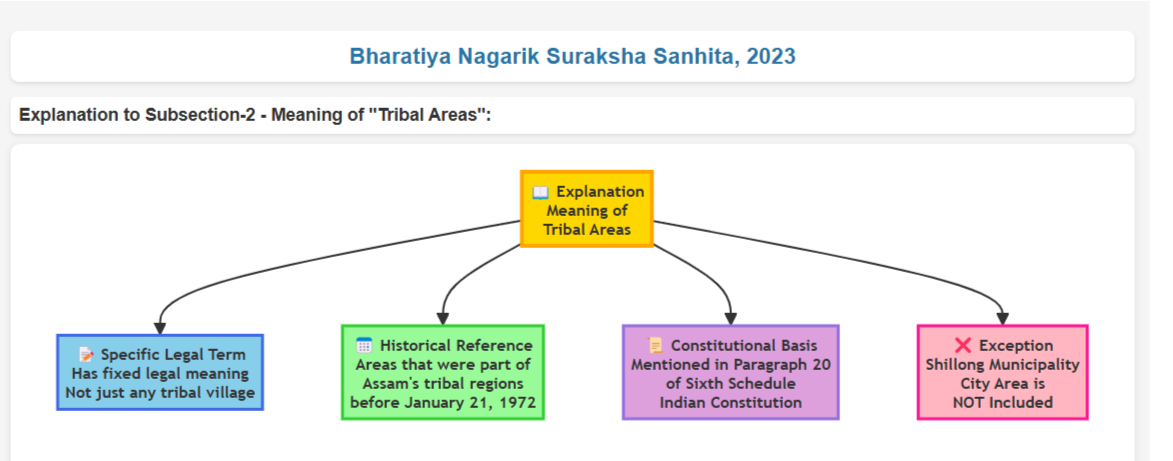 Bharatiya Nagarik Suraksha Sanhita, 2023
Explanation to Subsection-2 - Meaning of "Tribal Areas":
Explanation
Meaning of
Tribal Areas
Specific Legal Term
Has fixed legal meaning
Not just any tribal village
Historical Reference
Areas that were part of
Assam's tribal regions
before January 21, 1972
Constitutional Basis
Mentioned in Paragraph 20
of Sixth Schedule
Indian Constitution
Exception
Shillong Municipality
City Area is
NOT Included